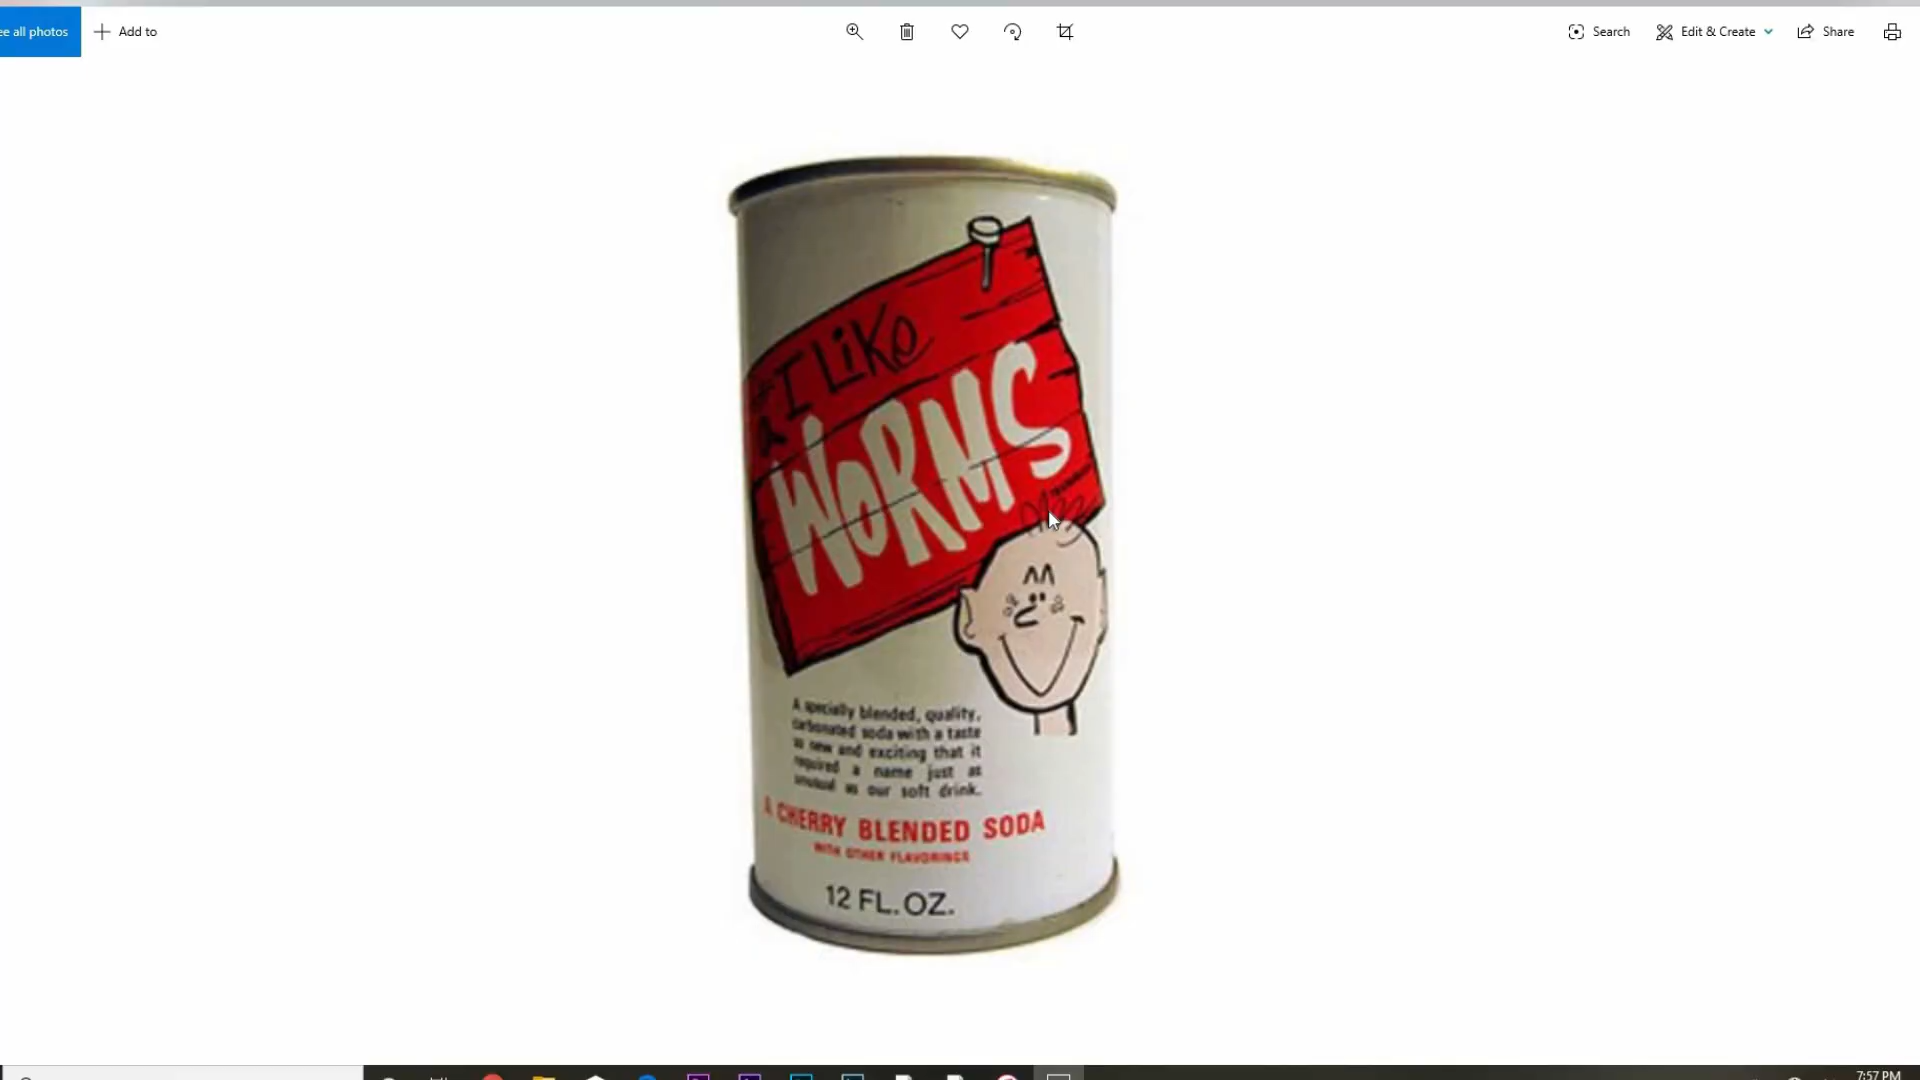 ee all photos
Add to
Search
Edit & Create
Share
I LiKe
WoRMS
A specially blended, quality,
carbonated soda with a taste
so new and exciting that it
required a name just as
unusual as our soft drink.
A CHERRY BLENDED SODA
WITH OTHER FLAVORINGS
12 FL. OZ.
7:57 PM